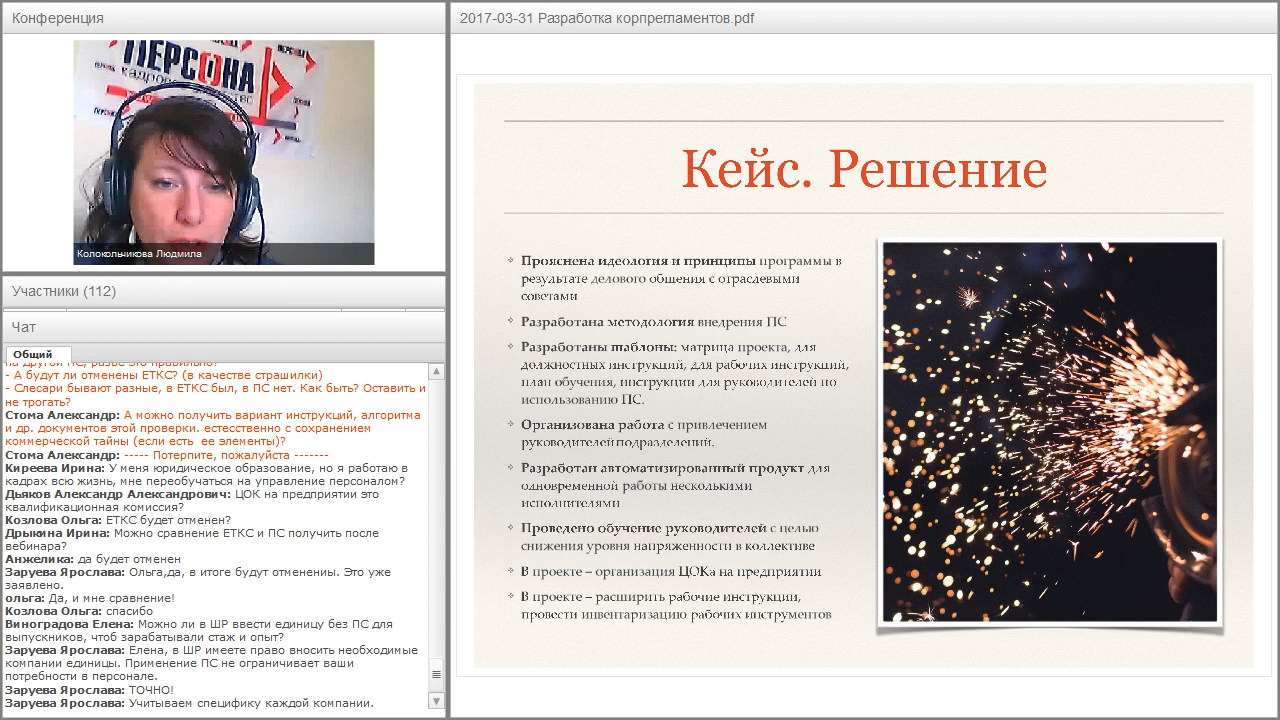 Конференция
ПЕРСОНА
Колокольчикова Людмила
Участники (112)
Чат
Общий
- А будут ли отменены ЕТКС? (в качестве страшилки)
- Слесари бывают разные, в ЕТКС был, в ПС нет. Как быть? Оставить и
не трогать?
Стома Александр: А можно получить вариант инструкций, алгоритма
и др. документов этой проверки. естесственно с сохранением
коммерческой тайны (если есть ее элементы)?
Стома Александр: ----- Потерпите, пожалуйста -------
Киреева Ирина: У меня юридическое образование, но я работаю в
кадрах всю жизнь, мне переобучаться на управление персоналом?
Дьяков Александр Александрович: ЦОК на предприятии это
квалификационная комиссия?
Козлова Ольга: ЕТКС будет отменен?
Дрыкина Ирина: Можно сравнение ЕТКС и ПС получить после
вебинара?
Анжелика: да будет отменен
Заруева Ярослава: Ольга,да, в итоге будут отмененны. Это уже
заявлено.
ольга: Да, и мне сравнение!
Козлова Ольга: спасибо
Виноградова Елена: Можно ли в ШР ввести единицу без ПС для
выпускников, чтоб зарабатывали стаж и опыт?
Заруева Ярослава: Елена, в ШР имеете право вносить необходимые
компании единицы. Применение ПС не ограничивает ваши
потребности в персонале.
Заруева Ярослава: ТОЧНО!
Заруева Ярослава: Учитываем специфику каждой компании.
2017-03-31 Разработка корпрегламентов.pdf
Кейс. Решение
Прояснена идеология и принципы программы в
результате делового общения с отраслевыми
советами
Разработана методология внедрения ПС
Разработаны шаблоны: матрица проекта, для
должностных инструкций, для рабочих инструкций,
план обучения, инструкции для руководителей по
использованию ПС.
Организована работа с привлечением
руководителей подразделений.
Разработан автоматизированный продукт для
одновременной работы несколькими
исполнителями
Проведено обучение руководителей с целью
снижения уровня напряженности в коллективе
В проекте – организация ЦОКа на предприятии
В проекте – расширить рабочие инструкции,
провести инвентаризацию рабочих инструментов